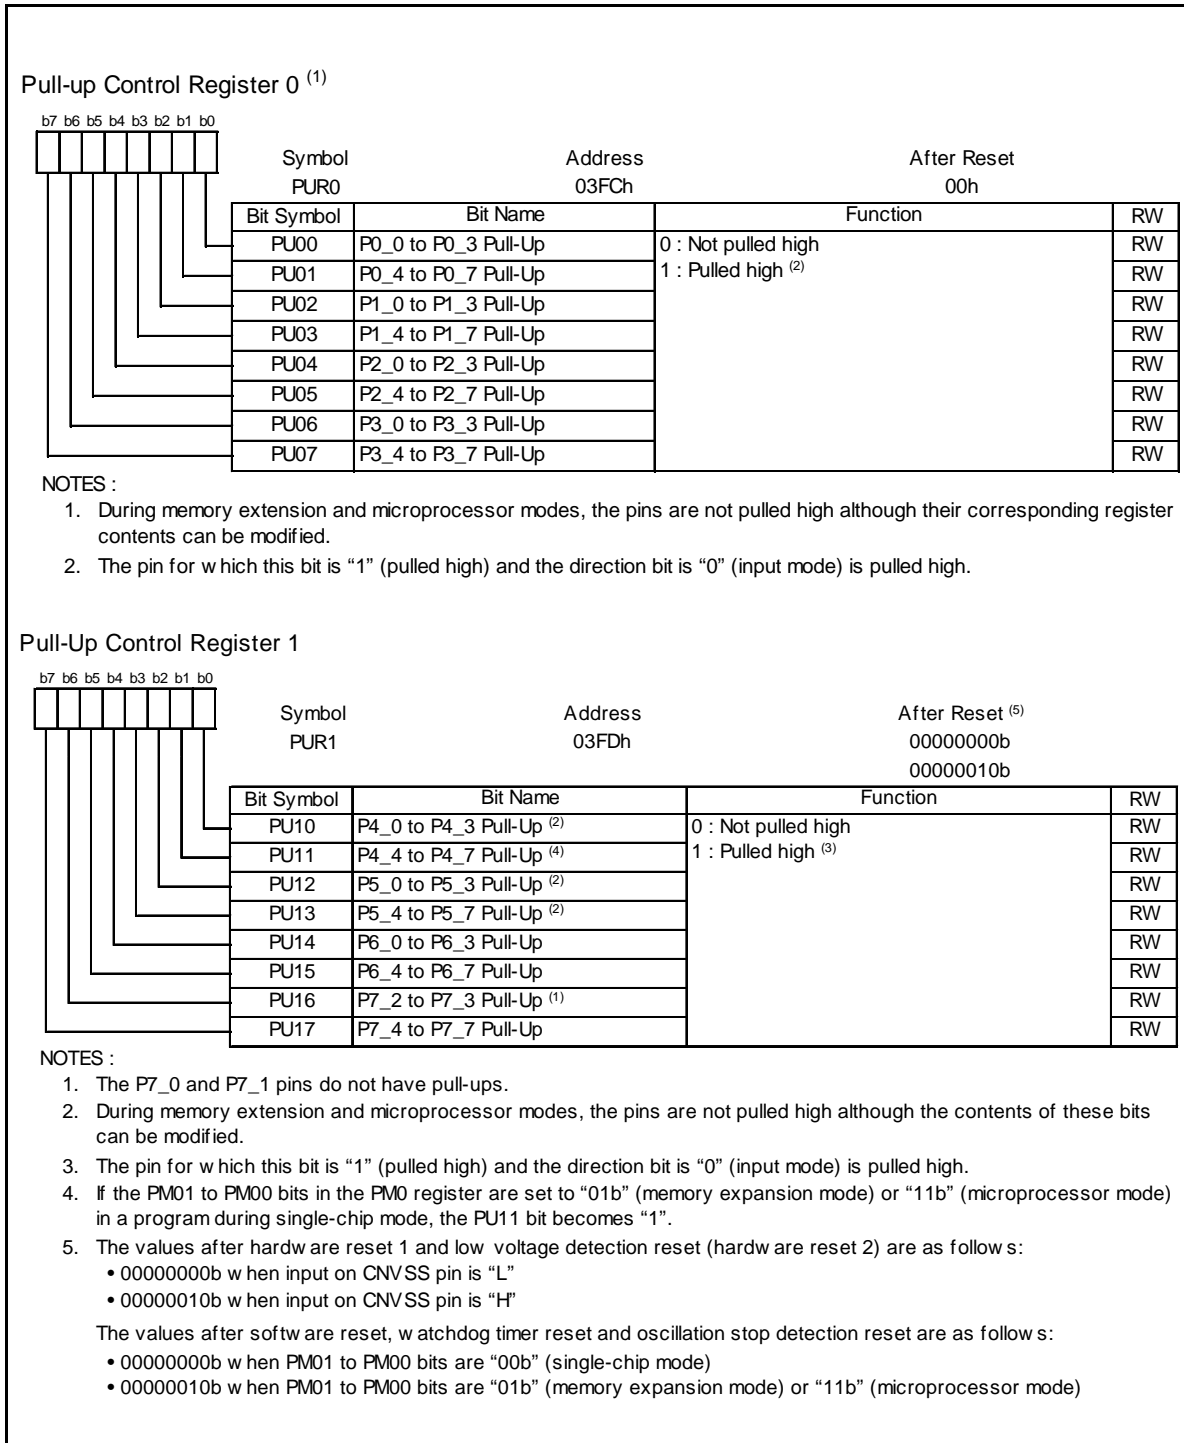 Pull-up Control Register 0 (1)
b7 b6 b5 b4 b3 b2 b1 b0
Symbol Address After Reset
PUR0 03FCh 00h
Bit Symbol Bit Name Function RW
PU00 P0_0 to P0_3 Pull-Up 0 : Not pulled high RW
PU01 P0_4 to P0_7 Pull-Up 1 : Pulled high (2) RW
PU02 P1_0 to P1_3 Pull-Up RW
PU03 P1_4 to P1_7 Pull-Up RW
PU04 P2_0 to P2_3 Pull-Up RW
PU05 P2_4 to P2_7 Pull-Up RW
PU06 P3_0 to P3_3 Pull-Up RW
PU07 P3_4 to P3_7 Pull-Up RW
NOTES :
1. During memory extension and microprocessor modes, the pins are not pulled high although their corresponding register
contents can be modified.
2. The pin for which this bit is “1” (pulled high) and the direction bit is “0” (input mode) is pulled high.
Pull-Up Control Register 1
b7 b6 b5 b4 b3 b2 b1 b0
Symbol Address After Reset (5)
PUR1 03FDh 00000000b
00000010b
Bit Symbol Bit Name Function RW
PU10 P4_0 to P4_3 Pull-Up (2) 0 : Not pulled high RW
PU11 P4_4 to P4_7 Pull-Up (4) 1 : Pulled high (3) RW
PU12 P5_0 to P5_3 Pull-Up (2) RW
PU13 P5_4 to P5_7 Pull-Up (2) RW
PU14 P6_0 to P6_3 Pull-Up RW
PU15 P6_4 to P6_7 Pull-Up RW
PU16 P7_2 to P7_3 Pull-Up (1) RW
PU17 P7_4 to P7_7 Pull-Up RW
NOTES :
1. The P7_0 and P7_1 pins do not have pull-ups.
2. During memory extension and microprocessor modes, the pins are not pulled high although the contents of these bits
can be modified.
3. The pin for which this bit is “1” (pulled high) and the direction bit is “0” (input mode) is pulled high.
4. If the PM01 to PM00 bits in the PM0 register are set to “01b” (memory expansion mode) or “11b” (microprocessor mode)
in a program during single-chip mode, the PU11 bit becomes “1”.
5. The values after hardware reset 1 and low voltage detection reset (hardware reset 2) are as follows:
• 00000000b when input on CNVSS pin is “L”
• 00000010b when input on CNVSS pin is “H”
The values after software reset, watchdog timer reset and oscillation stop detection reset are as follows:
• 00000000b when PM01 to PM00 bits are “00b” (single-chip mode)
• 00000010b when PM01 to PM00 bits are “01b” (memory expansion mode) or “11b” (microprocessor mode)